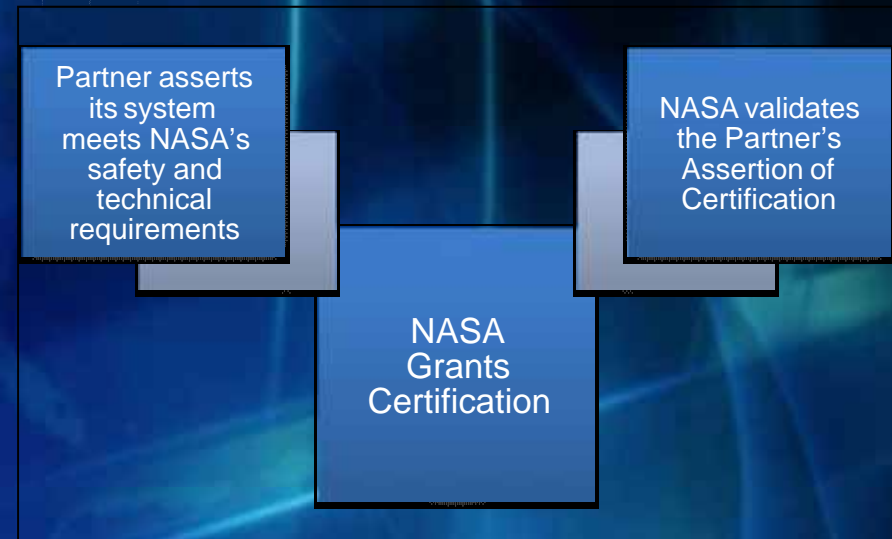 Partner asserts
its system
meets NASA's
safety and
technical
requirements
NASA validates
the Partner's
Assertion of
Certification
NASA
Grants
Certification